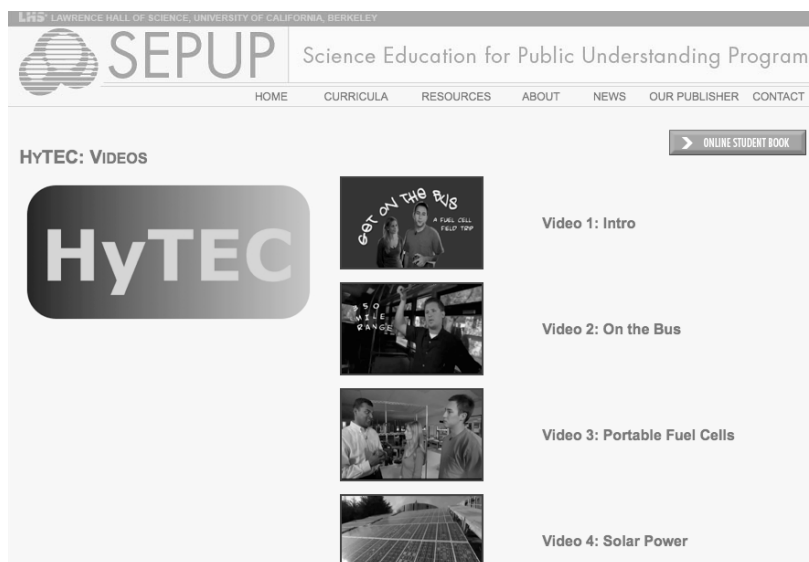 LHS LAWRENCE HALL OF SCIENCE, UNIVERSITY OF CALIFORNIA, BERKELEY
SEPUP
Science Education for Public Understanding Program
HOME CURRICULA RESOURCES ABOUT NEWS OUR PUBLISHER CONTACT
ONLINE STUDENT BOOK
HYTEC: VIDEOS
HyTEC
GET ON THE BUS
A FUEL CELL
FIELD TRIP
Video 1: Intro
350
MILE
RANGE
Video 2: On the Bus
Video 3: Portable Fuel Cells
Video 4: Solar Power